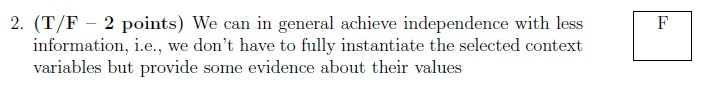 2. (T/F – 2 points) We can in general achieve independence with less
information, i.e., we don't have to fully instantiate the selected context
variables but provide some evidence about their values
F